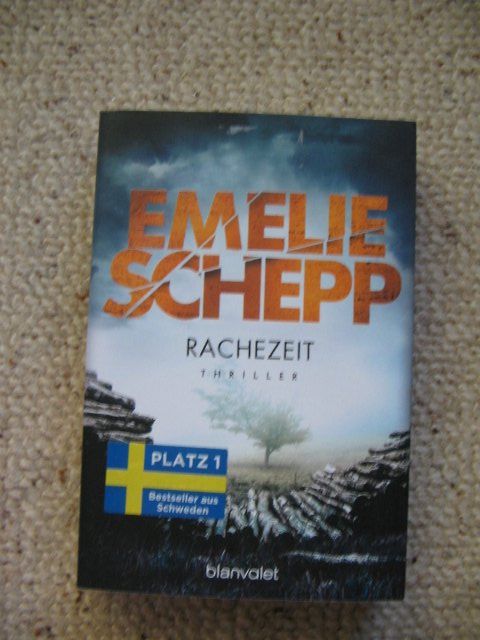 EMELIE
SCHEPP
RACHEZEIT
THRILLER
PLATZ 1
Bestseller aus
Schweden
blanvalet